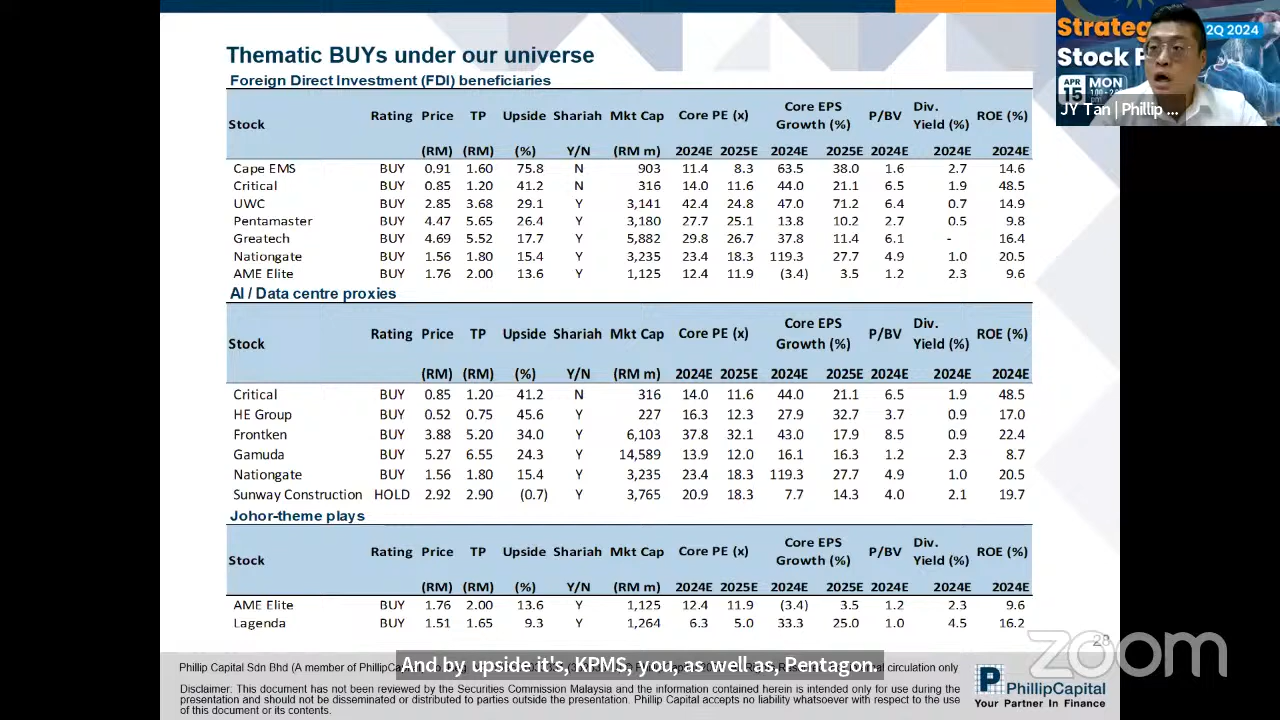 Thematic BUYs under our universe
Foreign Direct Investment (FDI) beneficiaries
Stock Rating Price TP Upside Shariah Mkt Cap Core PE (x) Core EPS Growth (%) P/BV Div. Yield (%) ROE (%)
(RM) (RM) (%) Y/N (RM m) 2024E 2025E 2024E 2025E 2024E 2024E 2024E
Cape EMS BUY 0.91 1.60 75.8 N 903 11.4 8.3 63.5 38.0 1.6 2.7 14.6
Critical BUY 0.85 1.20 41.2 N 316 14.0 11.6 44.0 21.1 6.5 1.9 48.5
UWC BUY 2.85 3.68 29.1 Y 3,141 42.4 24.8 47.0 71.2 6.4 0.7 14.9
Pentamaster BUY 4.47 5.65 26.4 Y 3,180 27.7 25.1 13.8 10.2 2.7 0.5 9.8
Greatech BUY 4.69 5.52 17.7 Y 5,882 29.8 26.7 37.8 11.4 6.1 - 16.4
Nationgate BUY 1.56 1.80 15.4 Y 3,235 23.4 18.3 119.3 27.7 4.9 1.0 20.5
AME Elite BUY 1.76 2.00 13.6 Y 1,125 12.4 11.9 (3.4) 3.5 1.2 2.3 9.6
AI / Data centre proxies
Stock Rating Price TP Upside Shariah Mkt Cap Core PE (x) Core EPS Growth (%) P/BV Div. Yield (%) ROE (%)
(RM) (RM) (%) Y/N (RM m) 2024E 2025E 2024E 2025E 2024E 2024E 2024E
Critical BUY 0.85 1.20 41.2 N 316 14.0 11.6 44.0 21.1 6.5 1.9 48.5
HE Group BUY 0.52 0.75 45.6 Y 227 16.3 12.3 27.9 32.7 3.7 0.9 17.0
Frontken BUY 3.88 5.20 34.0 Y 6,103 37.8 32.1 43.0 17.9 8.5 0.9 22.4
Gamuda BUY 5.27 6.55 24.3 Y 14,589 13.9 12.0 16.1 16.3 1.2 2.3 8.7
Nationgate BUY 1.56 1.80 15.4 Y 3,235 23.4 18.3 119.3 27.7 4.9 1.0 20.5
Sunway Construction HOLD 2.92 2.90 (0.7) Y 3,765 20.9 18.3 7.7 14.3 4.0 2.1 19.7
Johor-theme plays
Stock Rating Price TP Upside Shariah Mkt Cap Core PE (x) Core EPS Growth (%) P/BV Div. Yield (%) ROE (%)
(RM) (RM) (%) Y/N (RM m) 2024E 2025E 2024E 2025E 2024E 2024E 2024E
AME Elite BUY 1.76 2.00 13.6 Y 1,125 12.4 11.9 (3.4) 3.5 1.2 2.3 9.6
Lagenda BUY 1.51 1.65 9.3 Y 1,264 6.3 5.0 33.3 25.0 1.0 4.5 16.2
28
Phillip Capital Sdn Bhd (A member of PhillipCapital) circulation only
And by upside it's, KPMS, you, as well as, Pentagon.
Disclaimer: This document has not been reviewed by the Securities Commission Malaysia and the information contained herein is intended only for use during the
presentation and should not be disseminated or distributed to parties outside the presentation. Phillip Capital accepts no liability whatsoever with respect to the use
of this document or its contents.
PhillipCapital
Your Partner In Finance
zoom
Strateg 2Q 2024
Stock P
APR 15 MON
JY Tan | Phillip ...